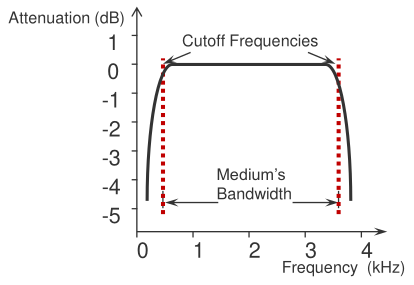 Attenuation (dB)
1
Cutoff Frequencies
0
-1
-2
-3
Medium's
-4
Bandwidth
-5
0 1 2 3 4
Frequency (kHz)